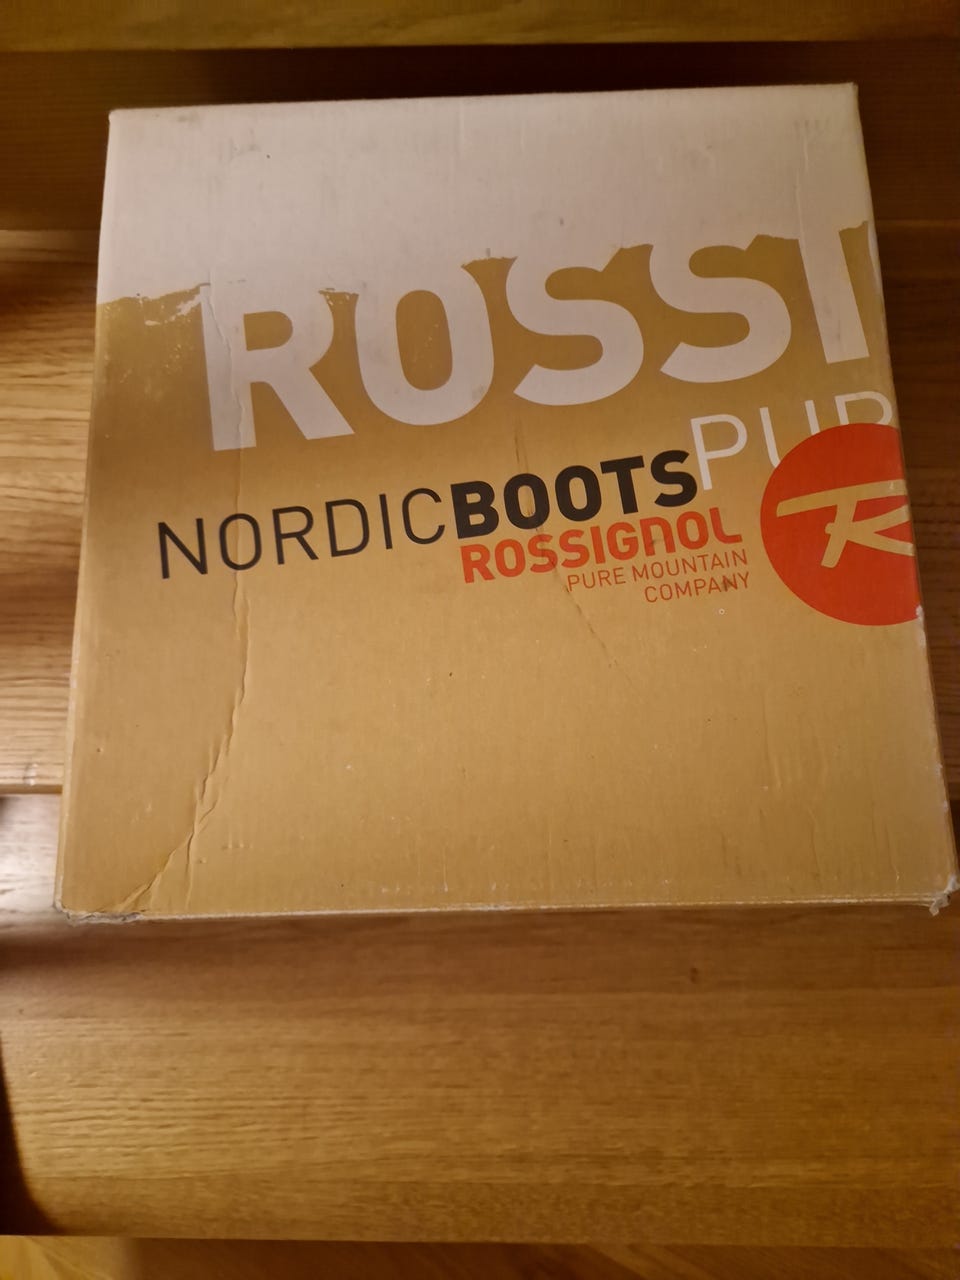 ROSSI
PUR
NORDICBOOTS
ROSSIGNOL
PURE MOUNTAIN
COMPANY
R